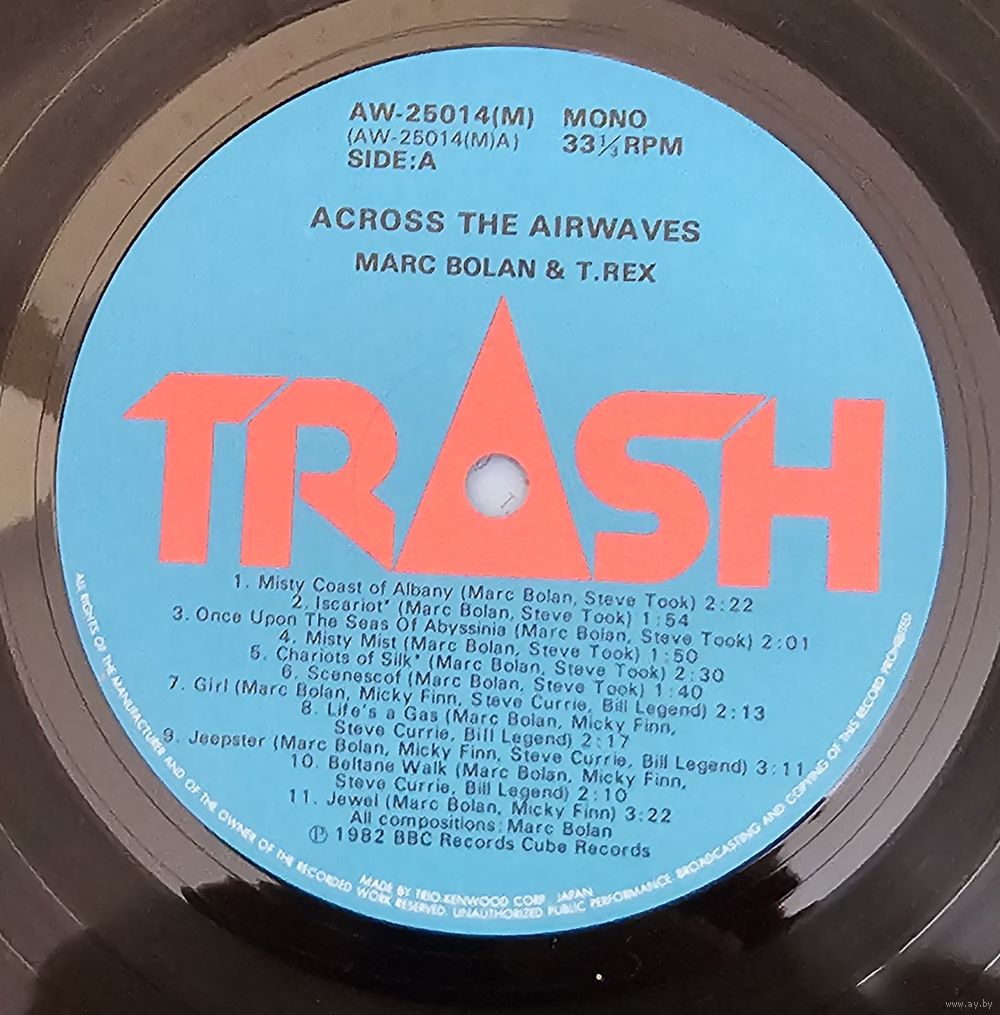 AW-25014(M) MONO
(AW-25014(M)A) 33⅓RPM
SIDE:A
ACROSS THE AIRWAVES
MARC BOLAN & T.REX
TRASH
1. Misty Coast of Albany (Marc Bolan, Steve Took) 2:22
2. Iscariot* (Marc Bolan, Steve Took) 1:54
3. Once Upon The Seas Of Abyssinia (Marc Bolan, Steve Took) 2:01
4. Misty Mist (Marc Bolan, Steve Took) 1:50
5. Chariots of Silk* (Marc Bolan, Steve Took) 2:30
6. Scenescof (Marc Bolan, Steve Took) 1:40
7. Girl (Marc Bolan, Micky Finn, Steve Currie, Bill Legend) 2:13
8. Life's a Gas (Marc Bolan, Micky Finn,
Steve Currie, Bill Legend) 2:17
9. Jeepster (Marc Bolan, Micky Finn, Steve Currie, Bill Legend) 3:11
10. Beltane Walk (Marc Bolan, Micky Finn,
Steve Currie, Bill Legend) 2:10
11. Jewel (Marc Bolan, Micky Finn) 3:22
All compositions: Marc Bolan
℗ 1982 BBC Records Cube Records
MADE BY TRIO-KENWOOD CORP. JAPAN
ALL RIGHTS OF THE MANUFACTURER AND OF THE OWNER OF THE RECORDED WORK RESERVED. UNAUTHORIZED PUBLIC PERFORMANCE BROADCASTING AND COPYING OF THIS RECORD PROHIBITED
www.ay.by